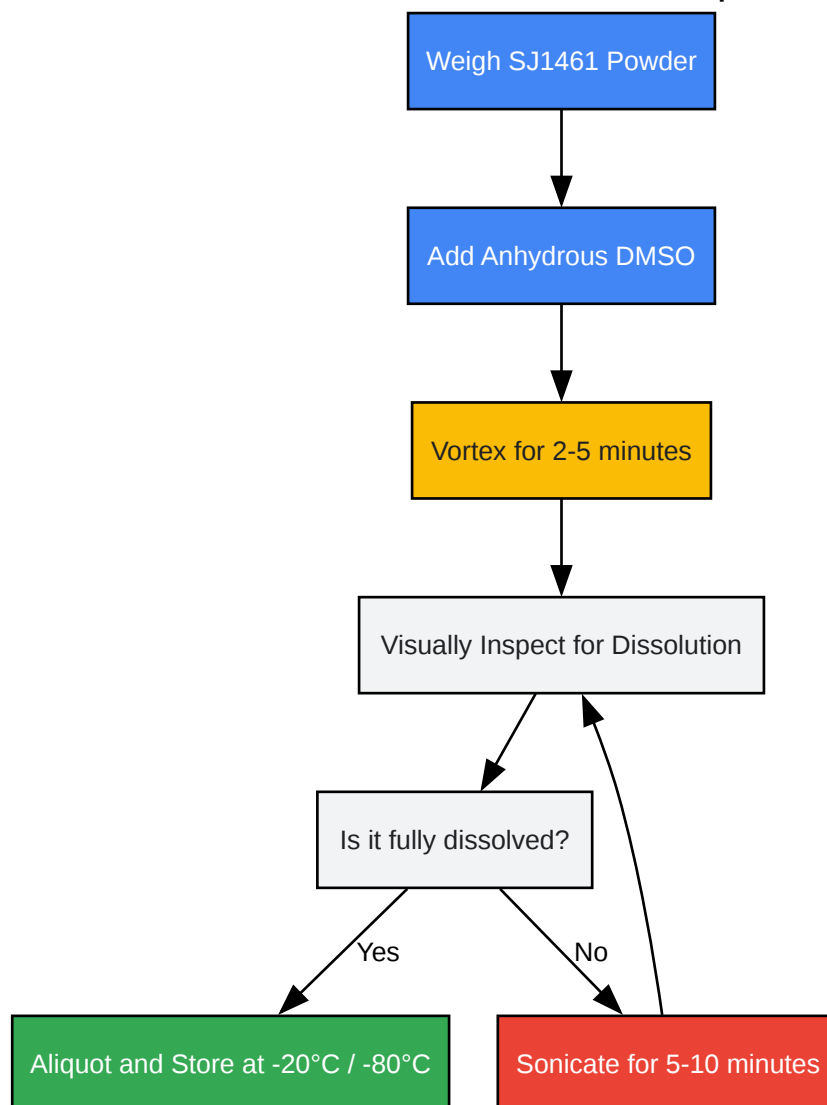 Weigh SJ1461 Powder
Add Anhydrous DMSO
Vortex for 2-5 minutes
Visually Inspect for Dissolution
Is it fully dissolved?
Yes
No
Aliquot and Store at -20°C / -80°C
Sonicate for 5-10 minutes